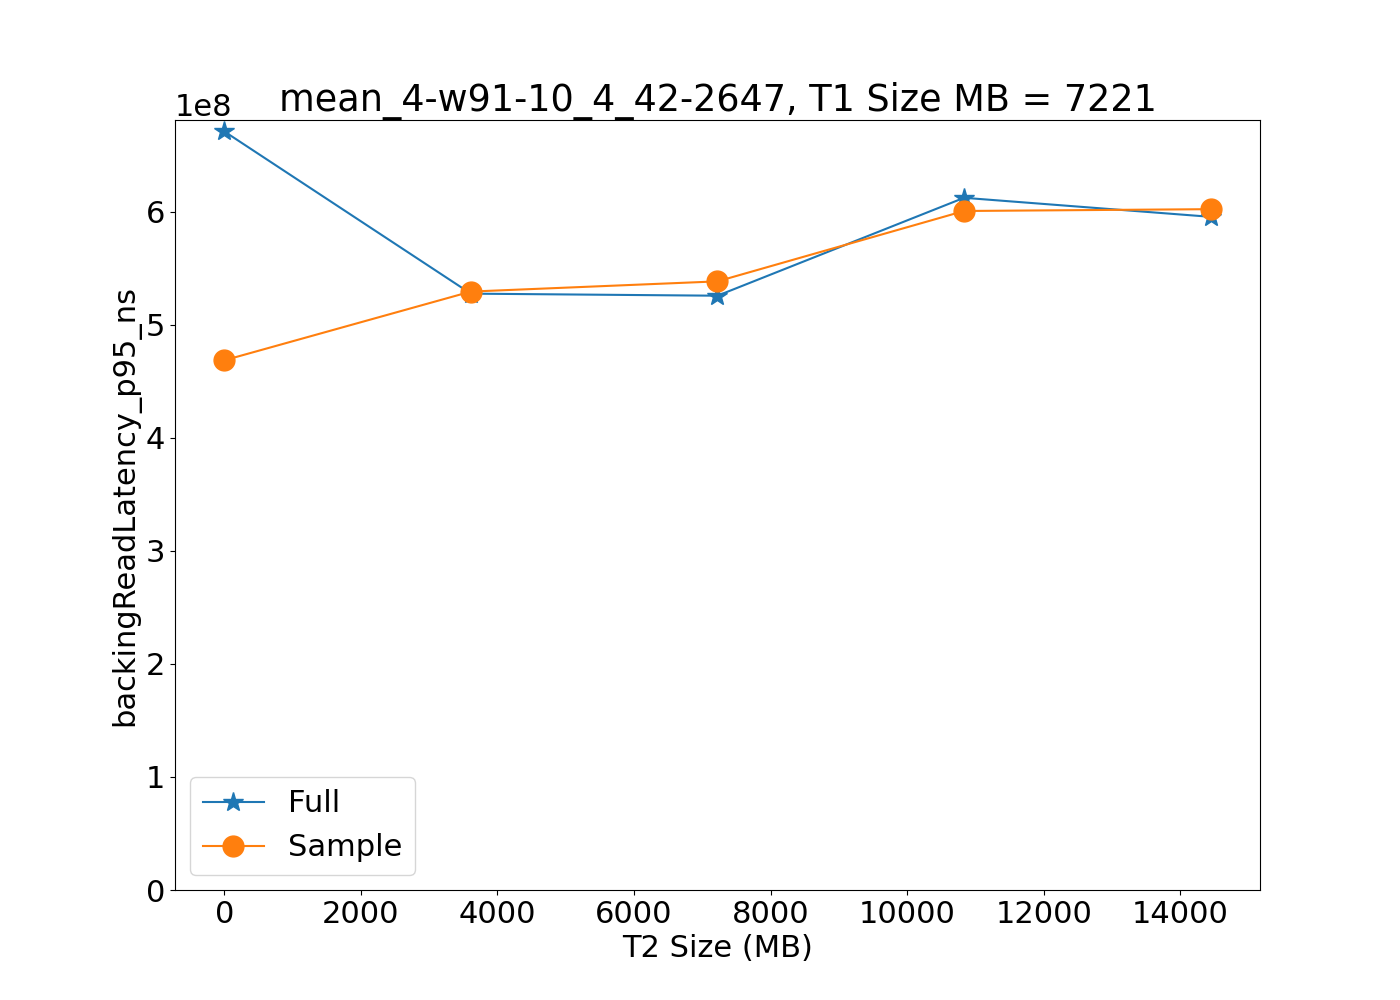 mean_4-w91-10_4_42-2647, T1 Size MB = 7221
1e8
6
5
4
3
2
1
0
backingReadLatency_p95_ns
Full
Sample
0 2000 4000 6000 8000 10000 12000 14000
T2 Size (MB)